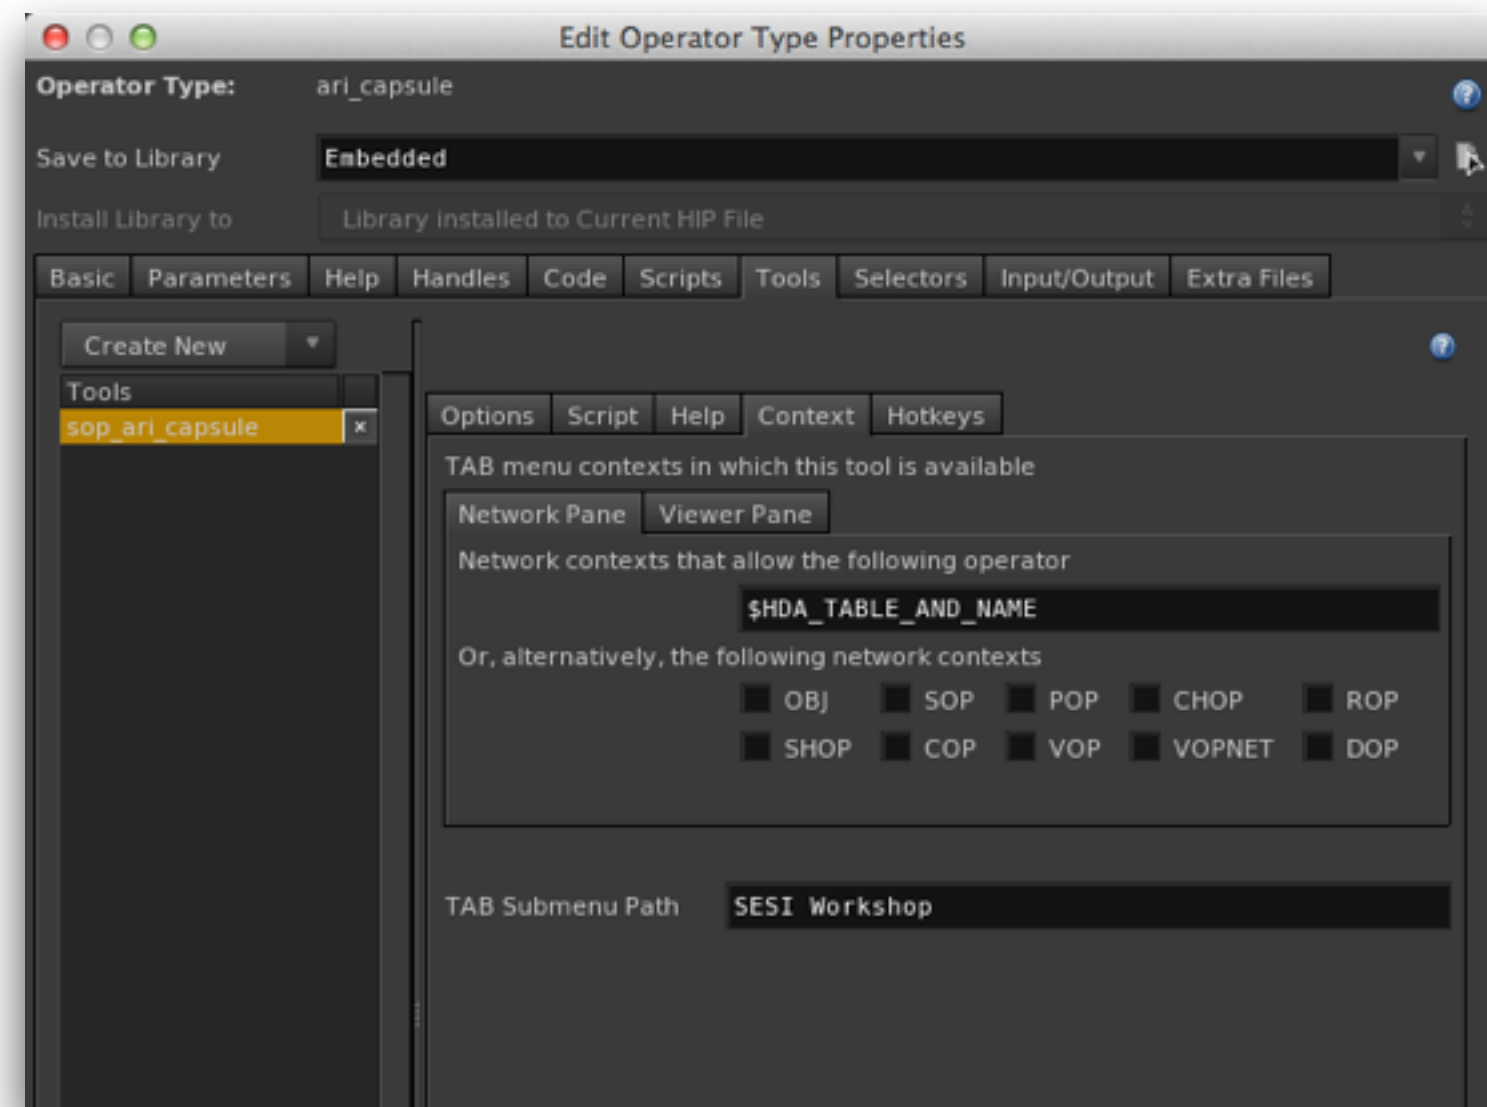 Edit Operator Type Properties
Operator Type: ari_capsule
Save to Library Embedded
Install Library to Library installed to Current HIP File
Basic Parameters Help Handles Code Scripts Tools Selectors Input/Output Extra Files
Create New
Tools
sop_ari_capsule
Options Script Help Context Hotkeys
TAB menu contexts in which this tool is available
Network Pane Viewer Pane
Network contexts that allow the following operator
$HDA_TABLE_AND_NAME
Or, alternatively, the following network contexts
OBJ SOP POP CHOP ROP
SHOP COP VOP VOPNET DOP
TAB Submenu Path SESI Workshop